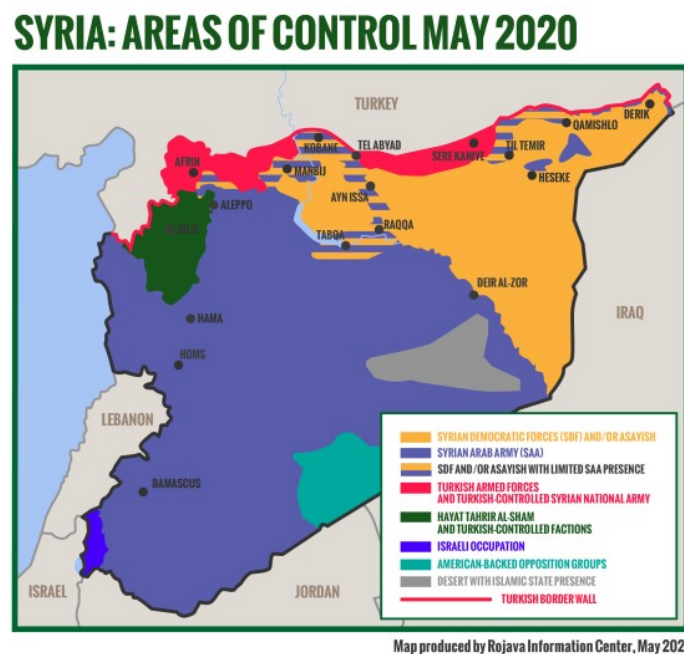 SYRIA: AREAS OF CONTROL MAY 2020
TURKEY
DERIK
QAMISHLO
KOBANE
TEL ABYAD
SERE KANIYE
TIL TEMIR
AFRIN
MANBIJ
HESEKE
AYN ISSA
ALEPPO
IDLIB
RAQQA
TABQA
DEIR AL-ZOR
IRAQ
HAMA
HOMS
LEBANON
DAMASCUS
ISRAEL
JORDAN
SYRIAN DEMOCRATIC FORCES (SDF) AND/OR ASAYISH
SYRIAN ARAB ARMY (SAA)
SDF AND/OR ASAYISH WITH LIMITED SAA PRESENCE
TURKISH ARMED FORCES
AND TURKISH-CONTROLLED SYRIAN NATIONAL ARMY
HAYAT TAHRIR AL-SHAM
AND TURKISH-CONTROLLED FACTIONS
ISRAELI OCCUPATION
AMERICAN-BACKED OPPOSITION GROUPS
DESERT WITH ISLAMIC STATE PRESENCE
TURKISH BORDER WALL
Map produced by Rojava Information Center, May 202